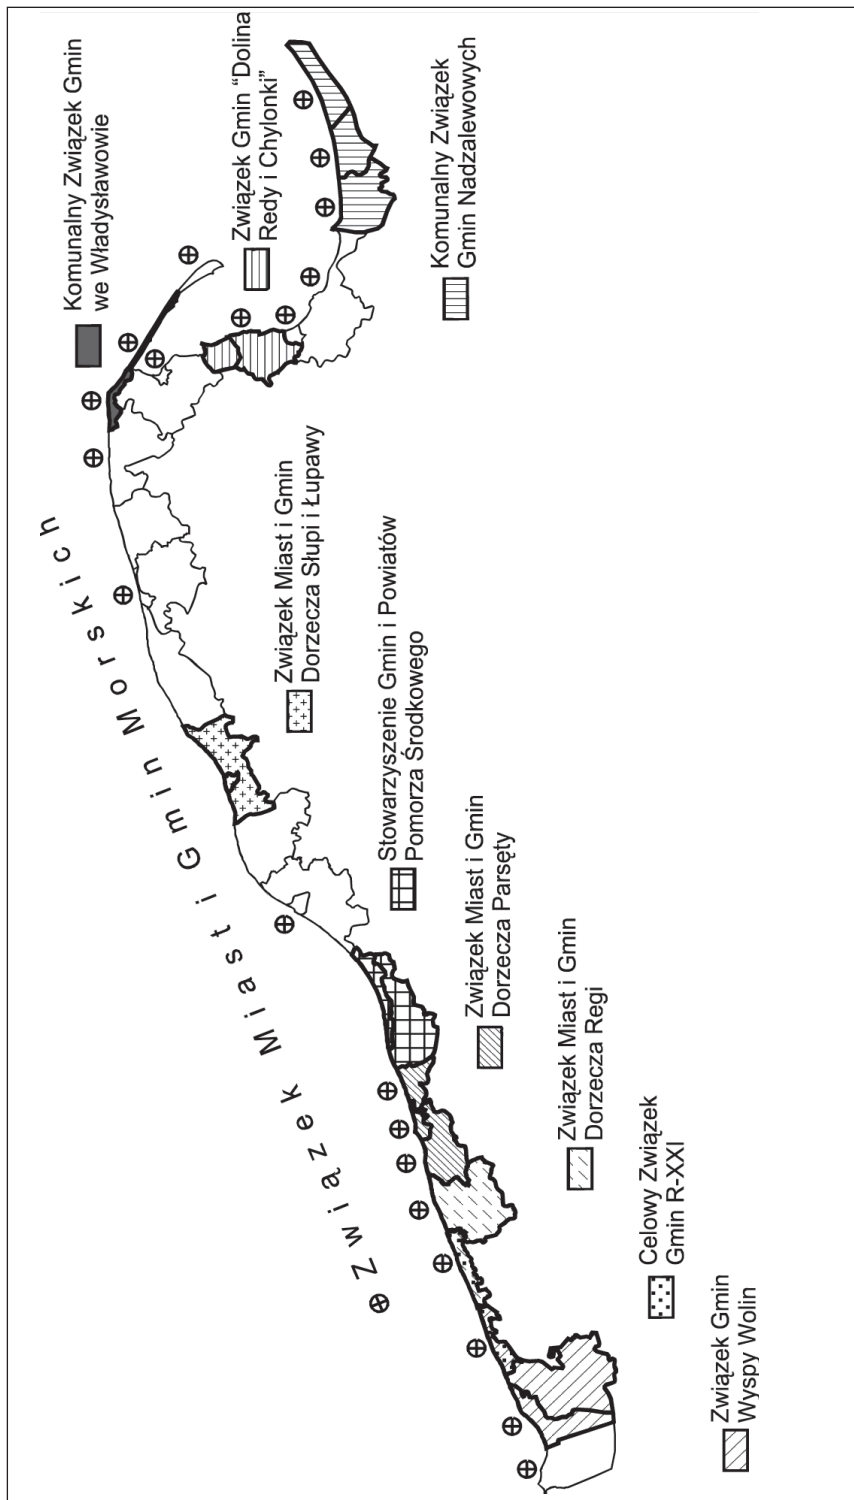 Związek Miast i Gmin Morskich
Komunalny Związek Gmin
we Władysławowie
Związek Gmin “Dolina
Redy i Chylonki”
Komunalny Związek
Gmin Nadzalewowych
Związek Miast i Gmin
Dorzecza Słupi i Łupawy
Stowarzyszenie Gmin i Powiatów
Pomorza Środkowego
Związek Miast i Gmin
Dorzecza Parsęty
Związek Miast i Gmin
Dorzecza Regi
Celowy Związek
Gmin R-XXI
Związek Gmin
Wyspy Wolin